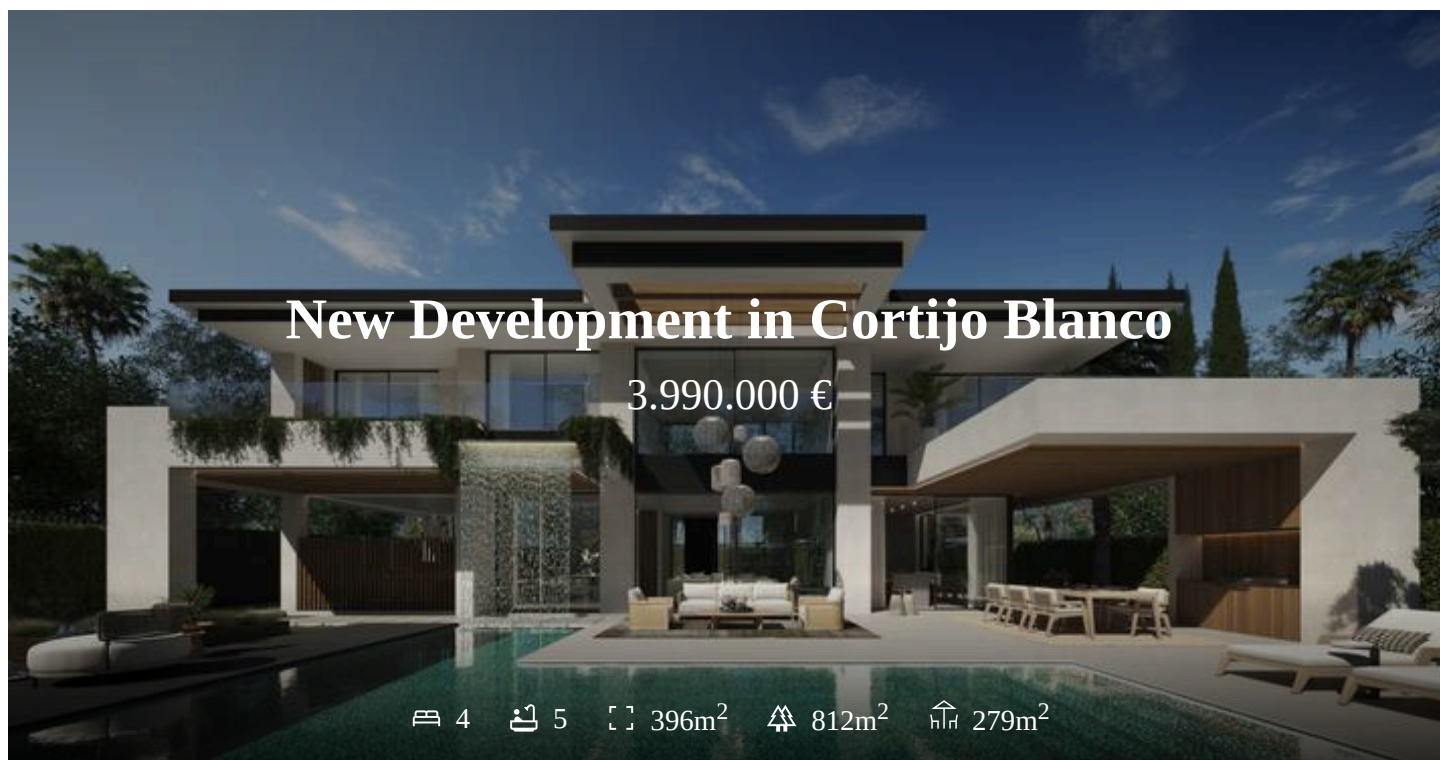 New Development in Cortijo Blanco
3.990.000 €
4 5 396m² 812m² 279m²